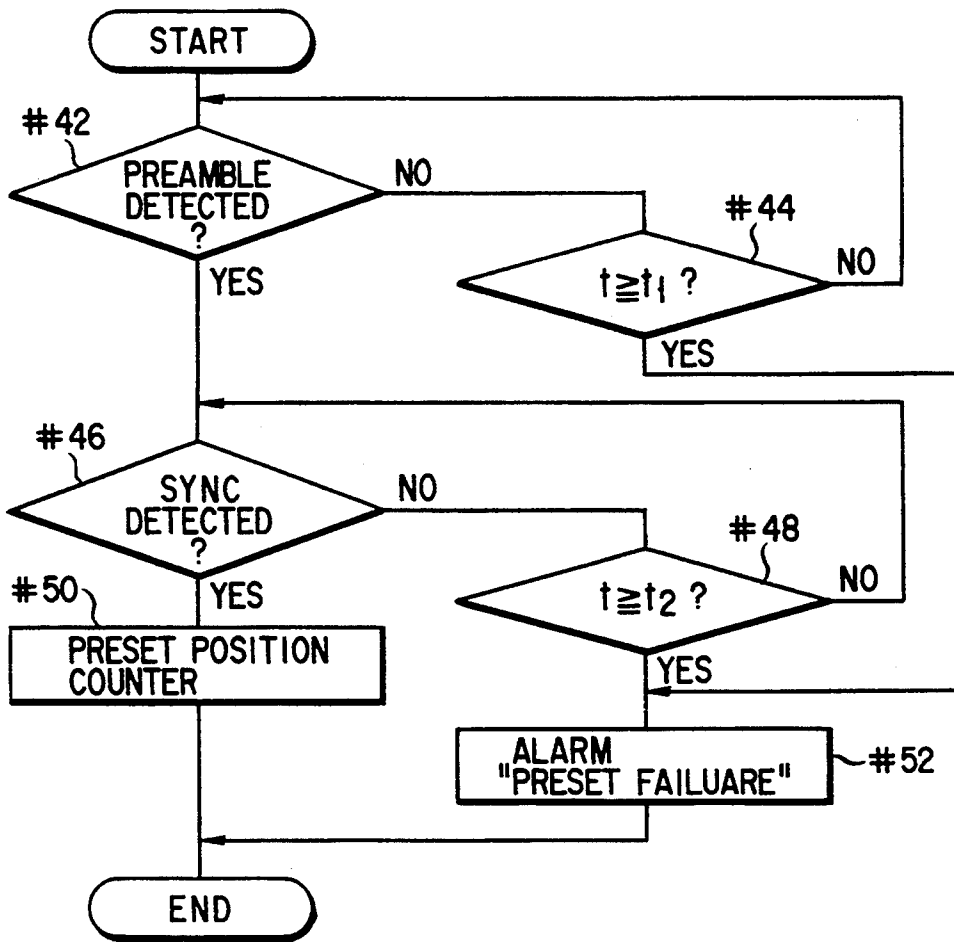 START
#42
PREAMBLE
DETECTED
?
NO
YES
#44
t≧t1 ?
NO
YES
#46
SYNC
DETECTED
?
NO
YES
#48
t≧t2 ?
NO
YES
#50
PRESET POSITION
COUNTER
ALARM
"PRESET FAILUARE"
#52
END